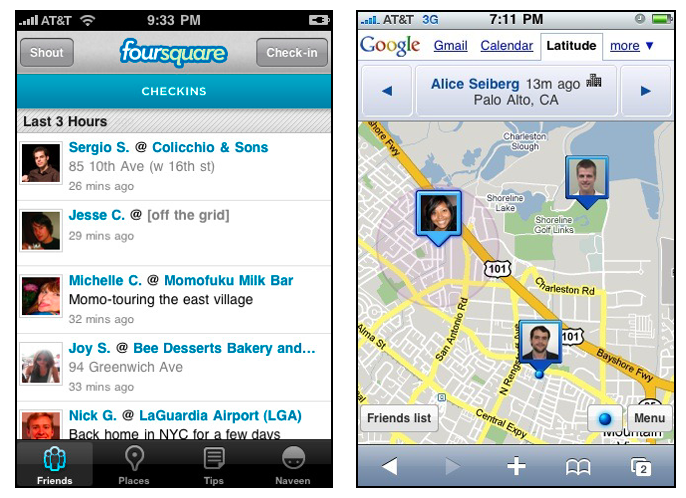 AT&T
9:33 PM
Shout
foursquare
Check-in
CHECKINS
Last 3 Hours
Sergio S. @ Colicchio & Sons
85 10th Ave (w 16th st)
26 mins ago
Jesse C. @ [off the grid]
29 mins ago
Michelle C. @ Momofuku Milk Bar
Momo-touring the east village
32 mins ago
Joy S. @ Bee Desserts Bakery and...
94 Greenwich Ave
33 mins ago
Nick G. @ LaGuardia Airport (LGA)
Back home in NYC for a few days
Friends
Places
Tips
Naveen
AT&T 3G
7:11 PM
Google Gmail Calendar Latitude more ▼
Alice Seiberg 13m ago
Palo Alto, CA
Bayshore Fwy
Charleston
Slough
Shoreline
Lake
Shoreline
Golf Links
101
Charleston Rd
San Antonio Rd
N Rengstorff Ave
101
Bayshore Fwy
Alma St
Central Expy
85
Friends list
Menu
Mountain
2